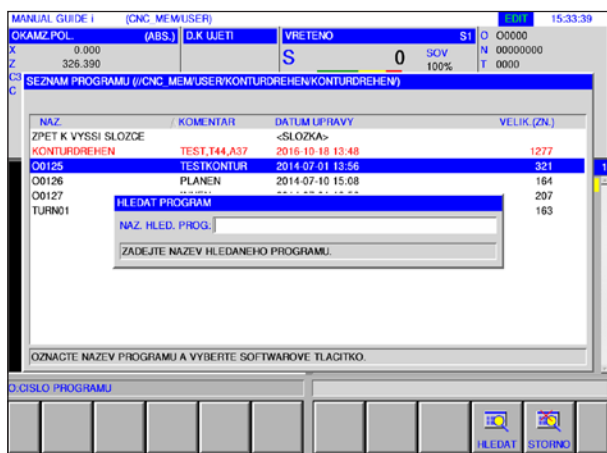 MANUAL GUIDE i (CNC_MEM/USER) EDIT 15:33:39
OKAMZ.POL. (ABS.) D.K UJETI VRETENO S1 O O0000
X 0.000 S 0 SOV N 00000000
Z 326.390 100% T 0000
C3
C
SEZNAM PROGRAMU (//CNC_MEM/USER/KONTURDREHEN/KONTURDREHEN/)
NAZ. / KOMENTAR DATUM UPRAVY VELIK.(ZN.)
ZPET K VYSSI SLOZCE <SLOZKA>
KONTURDREHEN TEST,T44,A37 2016-10-18 13:48 1277
O0125 TESTKONTUR 2014-07-01 13:56 321
O0126 PLANEN 2014-07-10 15:08 164
O0127 207
TURN01 163
HLEDAT PROGRAM
NAZ. HLED. PROG:
ZADEJTE NAZEV HLEDANEHO PROGRAMU.
OZNACTE NAZEV PROGRAMU A VYBERTE SOFTWAROVE TLACITKO.
O:CISLO PROGRAMU
HLEDAT STORNO